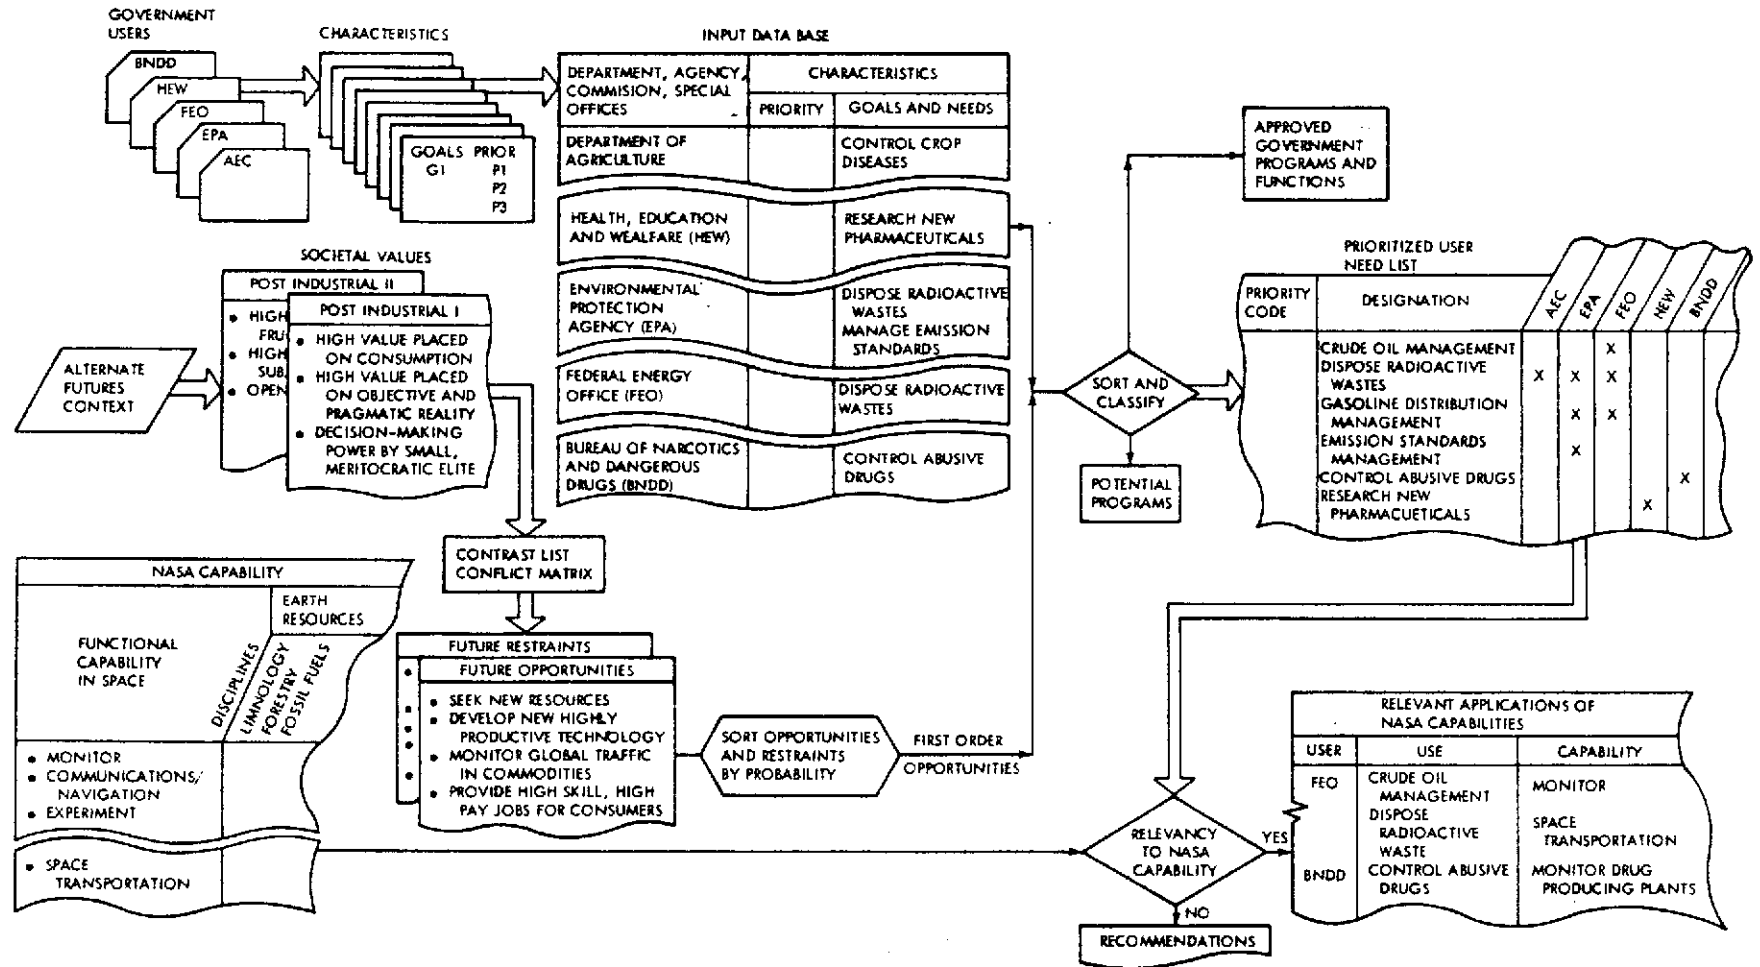 GOVERNMENT
USERS
BNDD
HEW
FEO
EPA
AEC
CHARACTERISTICS
GOALS PRIOR
G1 P1
P2
P3
INPUT DATA BASE
DEPARTMENT, AGENCY,
COMMISION, SPECIAL
OFFICES
CHARACTERISTICS
PRIORITY
GOALS AND NEEDS
DEPARTMENT OF
AGRICULTURE
CONTROL CROP
DISEASES
HEALTH, EDUCATION
AND WEALFARE (HEW)
RESEARCH NEW
PHARMACEUTICALS
ENVIRONMENTAL
PROTECTION
AGENCY (EPA)
DISPOSE RADIOACTIVE
WASTES
MANAGE EMISSION
STANDARDS
FEDERAL ENERGY
OFFICE (FEO)
DISPOSE RADIOACTIVE
WASTES
BUREAU OF NARCOTICS
AND DANGEROUS
DRUGS (BNDD)
CONTROL ABUSIVE
DRUGS
ALTERNATE
FUTURES
CONTEXT
SOCIETAL VALUES
POST INDUSTRIAL II
• HIGH
FRU
• HIGH
SUB
• OPEN
POST INDUSTRIAL I
• HIGH VALUE PLACED
ON CONSUMPTION
• HIGH VALUE PLACED
ON OBJECTIVE AND
PRAGMATIC REALITY
• DECISION-MAKING
POWER BY SMALL,
MERITOCRATIC ELITE
CONTRAST LIST
CONFLICT MATRIX
FUTURE RESTRAINTS
FUTURE OPPORTUNITIES
• SEEK NEW RESOURCES
• DEVELOP NEW HIGHLY
PRODUCTIVE TECHNOLOGY
• MONITOR GLOBAL TRAFFIC
IN COMMODITIES
• PROVIDE HIGH SKILL, HIGH
PAY JOBS FOR CONSUMERS
SORT OPPORTUNITIES
AND RESTRAINTS
BY PROBABILITY
FIRST ORDER
OPPORTUNITIES
SORT AND
CLASSIFY
APPROVED
GOVERNMENT
PROGRAMS AND
FUNCTIONS
POTENTIAL
PROGRAMS
PRIORITIZED USER
NEED LIST
PRIORITY
CODE
DESIGNATION
AEC
EPA
FEO
NEW
BNDD
CRUDE OIL MANAGEMENT X
DISPOSE RADIOACTIVE
WASTES X X X
GASOLINE DISTRIBUTION
MANAGEMENT X X
EMISSION STANDARDS
MANAGEMENT X
CONTROL ABUSIVE DRUGS X
RESEARCH NEW
PHARMACUETICALS X
NASA CAPABILITY
FUNCTIONAL
CAPABILITY
IN SPACE
EARTH
RESOURCES
DISCIPLINES
LIMNOLOGY
FORESTRY
FOSSIL FUELS
• MONITOR
• COMMUNICATIONS/
NAVIGATION
• EXPERIMENT
• SPACE
TRANSPORTATION
RELEVANCY
TO NASA
CAPABILITY
YES
NO
RECOMMENDATIONS
RELEVANT APPLICATIONS OF
NASA CAPABILITIES
USER USE CAPABILITY
FEO
CRUDE OIL
MANAGEMENT
MONITOR
DISPOSE
RADIOACTIVE
WASTE
SPACE
TRANSPORTATION
BNDD
CONTROL ABUSIVE
DRUGS
MONITOR DRUG
PRODUCING PLANTS